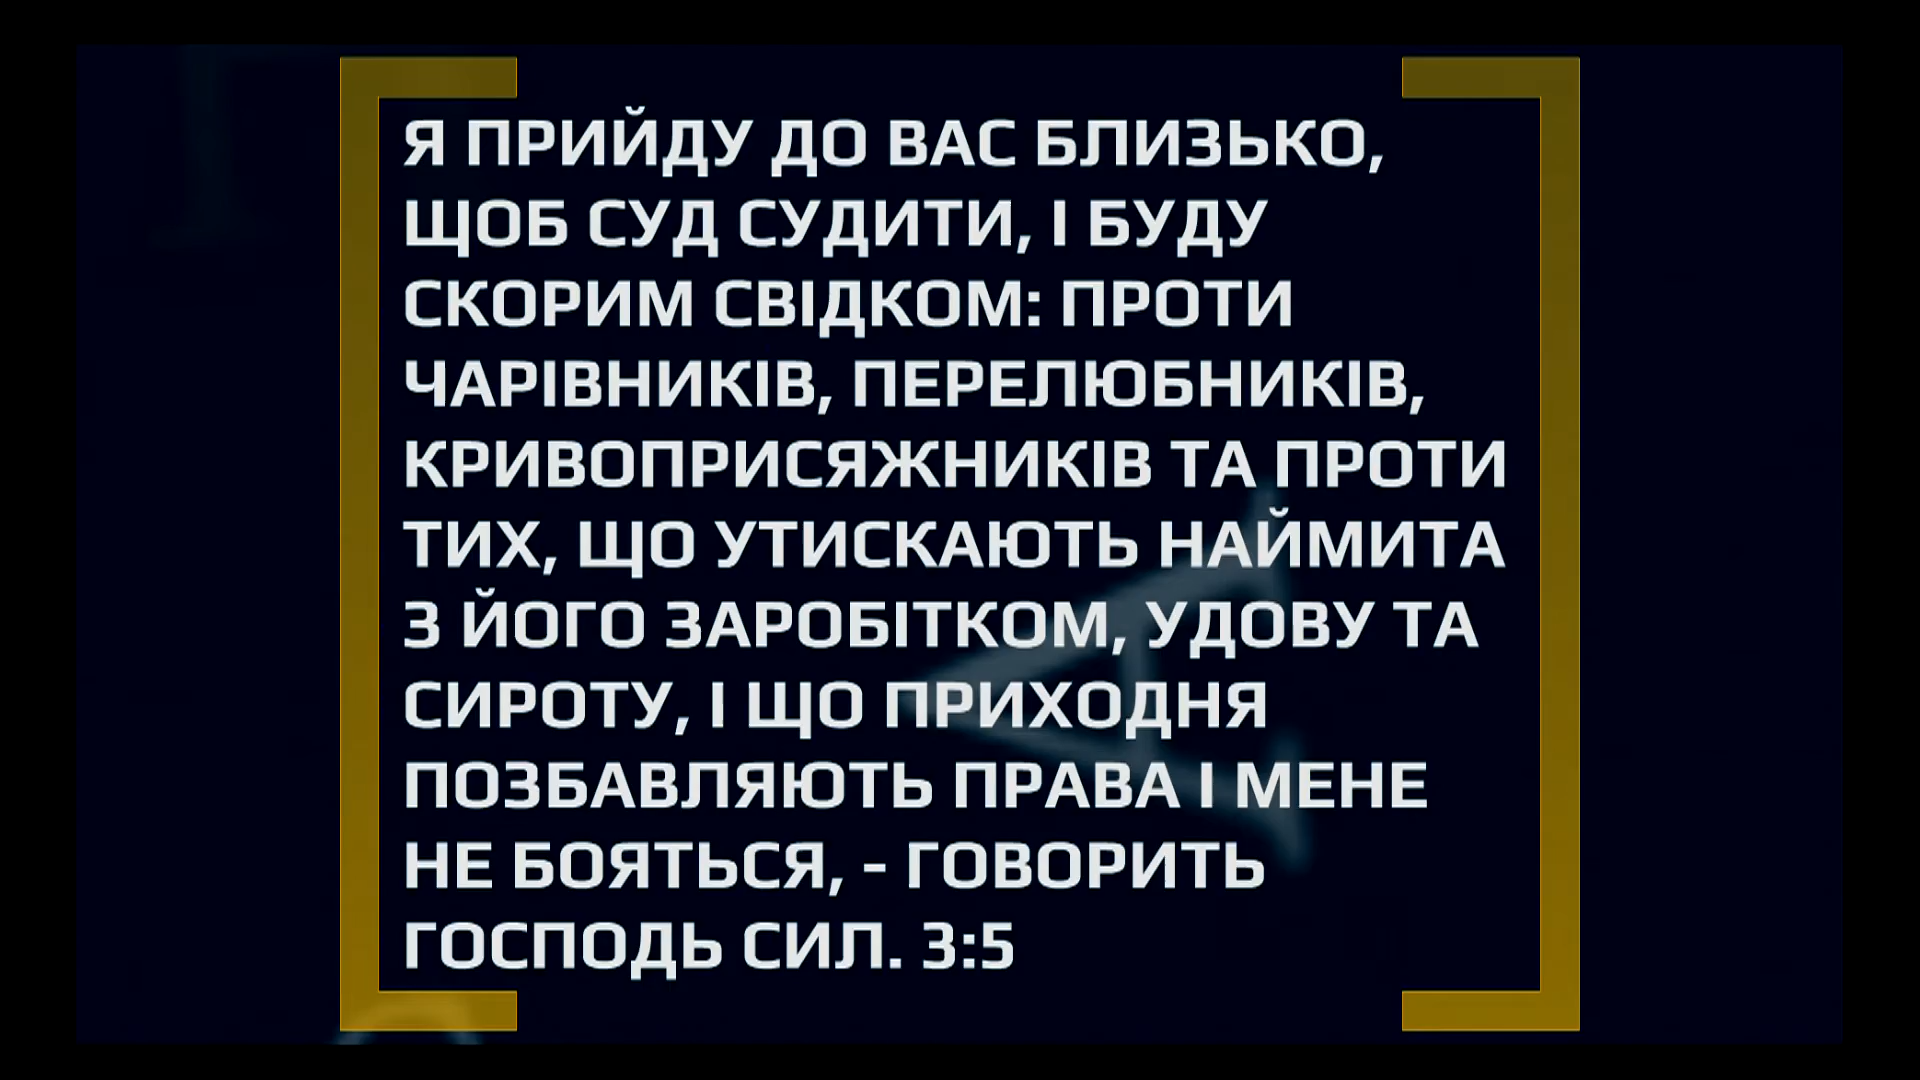 Я ПРИЙДУ ДО ВАС БЛИЗЬКО,
ЩОБ СУД СУДИТИ, І БУДУ
СКОРИМ СВІДКОМ: ПРОТИ
ЧАРІВНИКІВ, ПЕРЕЛЮБНИКІВ,
КРИВОПРИСЯЖНИКІВ ТА ПРОТИ
ТИХ, ЩО УТИСКАЮТЬ НАЙМИТА
З ЙОГО ЗАРОБІТКОМ, УДОВУ ТА
СИРОТУ, І ЩО ПРИХОДНЯ
ПОЗБАВЛЯЮТЬ ПРАВА І МЕНЕ
НЕ БОЯТЬСЯ, - ГОВОРИТЬ
ГОСПОДЬ СИЛ. 3:5